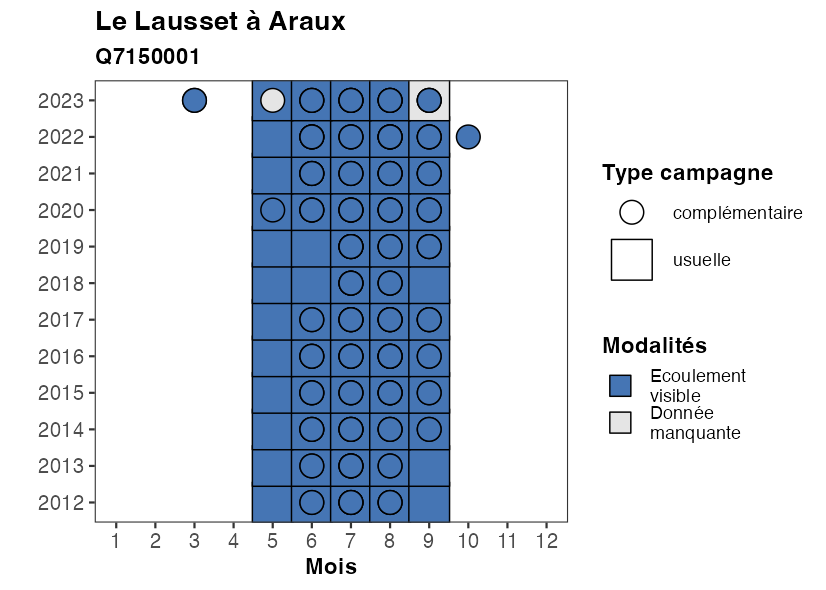 Le Lausset à Araux
Q7150001
2023
2022
2021
2020
2019
2018
2017
2016
2015
2014
2013
2012
1 2 3 4 5 6 7 8 9 10 11 12
Mois
Type campagne
complémentaire
usuelle
Modalités
Ecoulement
visible
Donnée
manquante